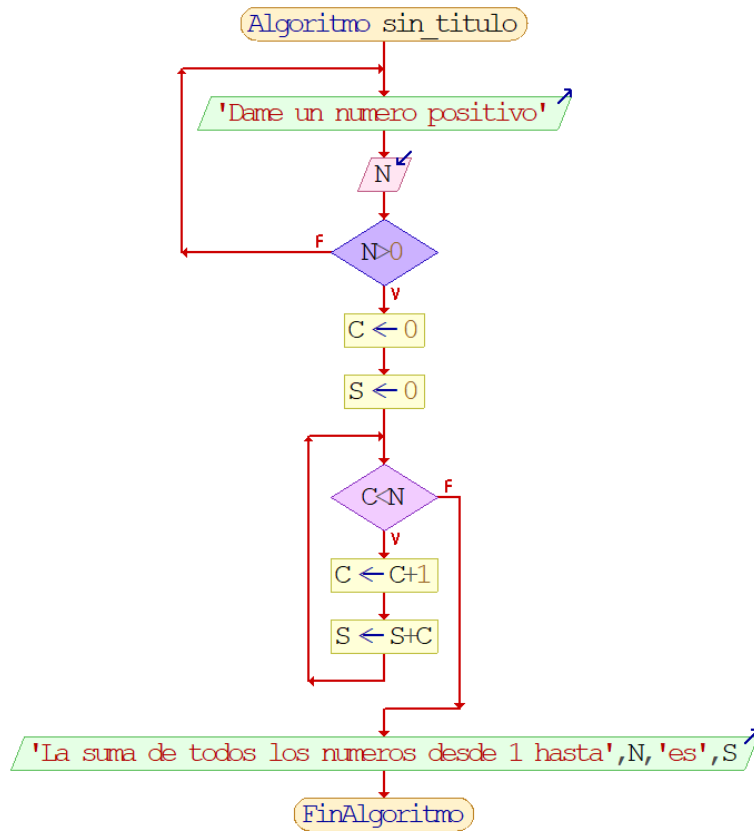 Algoritmo sin_titulo
'Dame un numero positivo'
N
F
N>0
V
C ← 0
S ← 0
C<N
F
V
C ← C+1
S ← S+C
'La suma de todos los numeros desde 1 hasta',N,'es',S
FinAlgoritmo